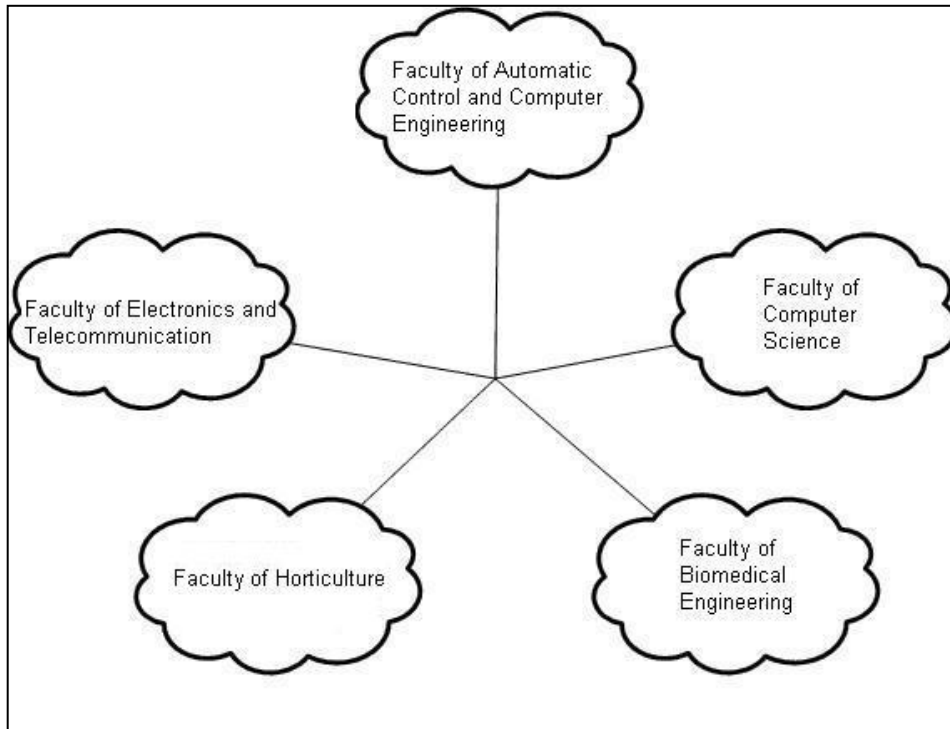 Faculty of Automatic
Control and Computer
Engineering
Faculty of Electronics and
Telecommunication
Faculty of
Computer
Science
Faculty of Horticulture
Faculty of
Biomedical
Engineering